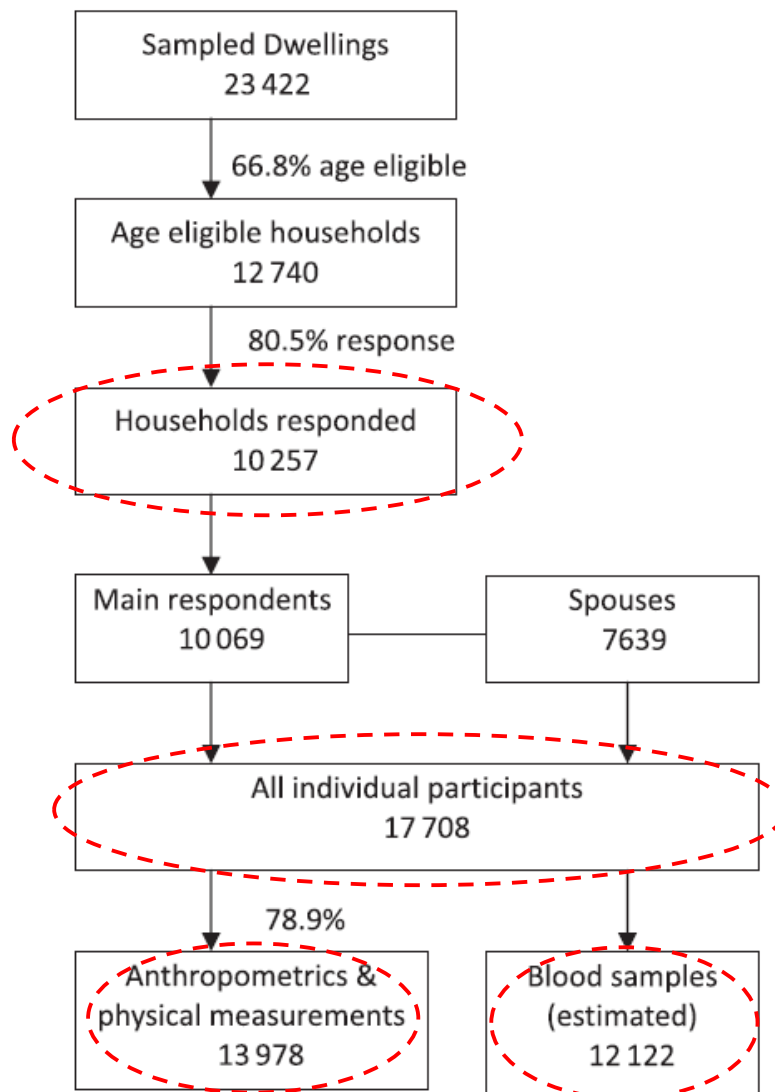 Sampled Dwellings
23 422
66.8% age eligible
Age eligible households
12 740
80.5% response
Households responded
10 257
Main respondents
10 069
Spouses
7639
All individual participants
17 708
78.9%
Anthropometrics &
physical measurements
13 978
Blood samples
(estimated)
12 122